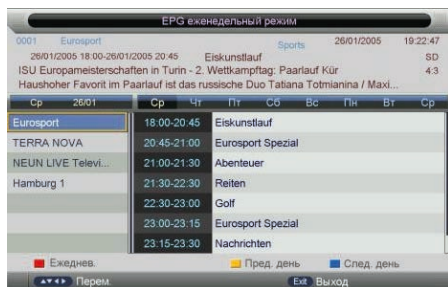 EPG еженедельный режим
0001 Eurosport Sports 26/01/2005 19:22:47
26/01/2005 18:00-26/01/2005 20:45 Eiskunstlauf SD
ISU Europameisterschaften in Turin - 2. Wettkampftag: Paarlauf Kür 4:3
Haushoher Favorit im Paarlauf ist das russische Duo Tatiana Totmianina / Maxi...
Ср 26/01 Ср Чт Пт Сб Вс Пн Вт Ср
Eurosport 18:00-20:45 Eiskunstlauf
TERRA NOVA 20:45-21:00 Eurosport Spezial
NEUN LIVE Televi... 21:00-21:30 Abenteuer
Hamburg 1 21:30-22:30 Reiten
22:30-23:00 Golf
23:00-23:15 Eurosport Spezial
23:15-23:30 Nachrichten
Ежеднев. Пред. день След. день
Перем. Exit Выход